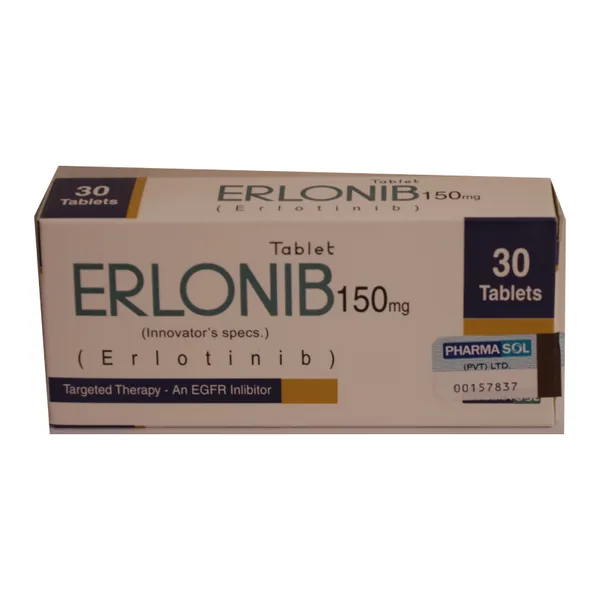 30
Tablets
Tablet
ERLONIB 150mg
(Erlotinib)
Tablet
ERLONIB 150mg
(Innovator's specs.)
(Erlotinib)
Targeted Therapy - An EGFR Inlibitor
30
Tablets
PHARMA SOL
(PVT) LTD.
00157837